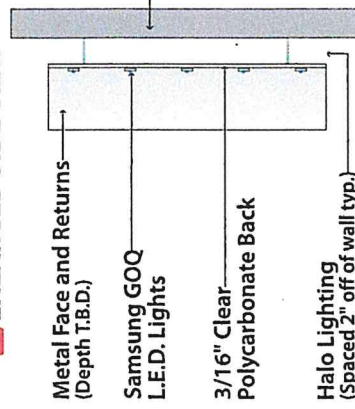 Metal Face and Returns
(Depth T.B.D.)
Samsung GOQ
L.E.D. Lights
3/16" Clear
Polycarbonate Back
Halo Lighting
(Spaced 2" off of wall typ.)